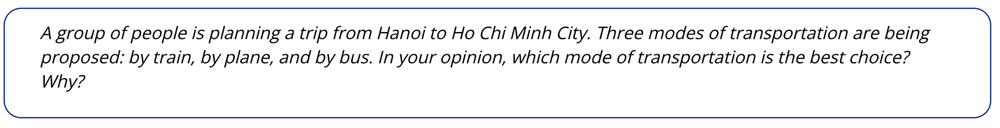 A group of people is planning a trip from Hanoi to Ho Chi Minh City. Three modes of transportation are being
proposed: by train, by plane, and by bus. In your opinion, which mode of transportation is the best choice?
Why?